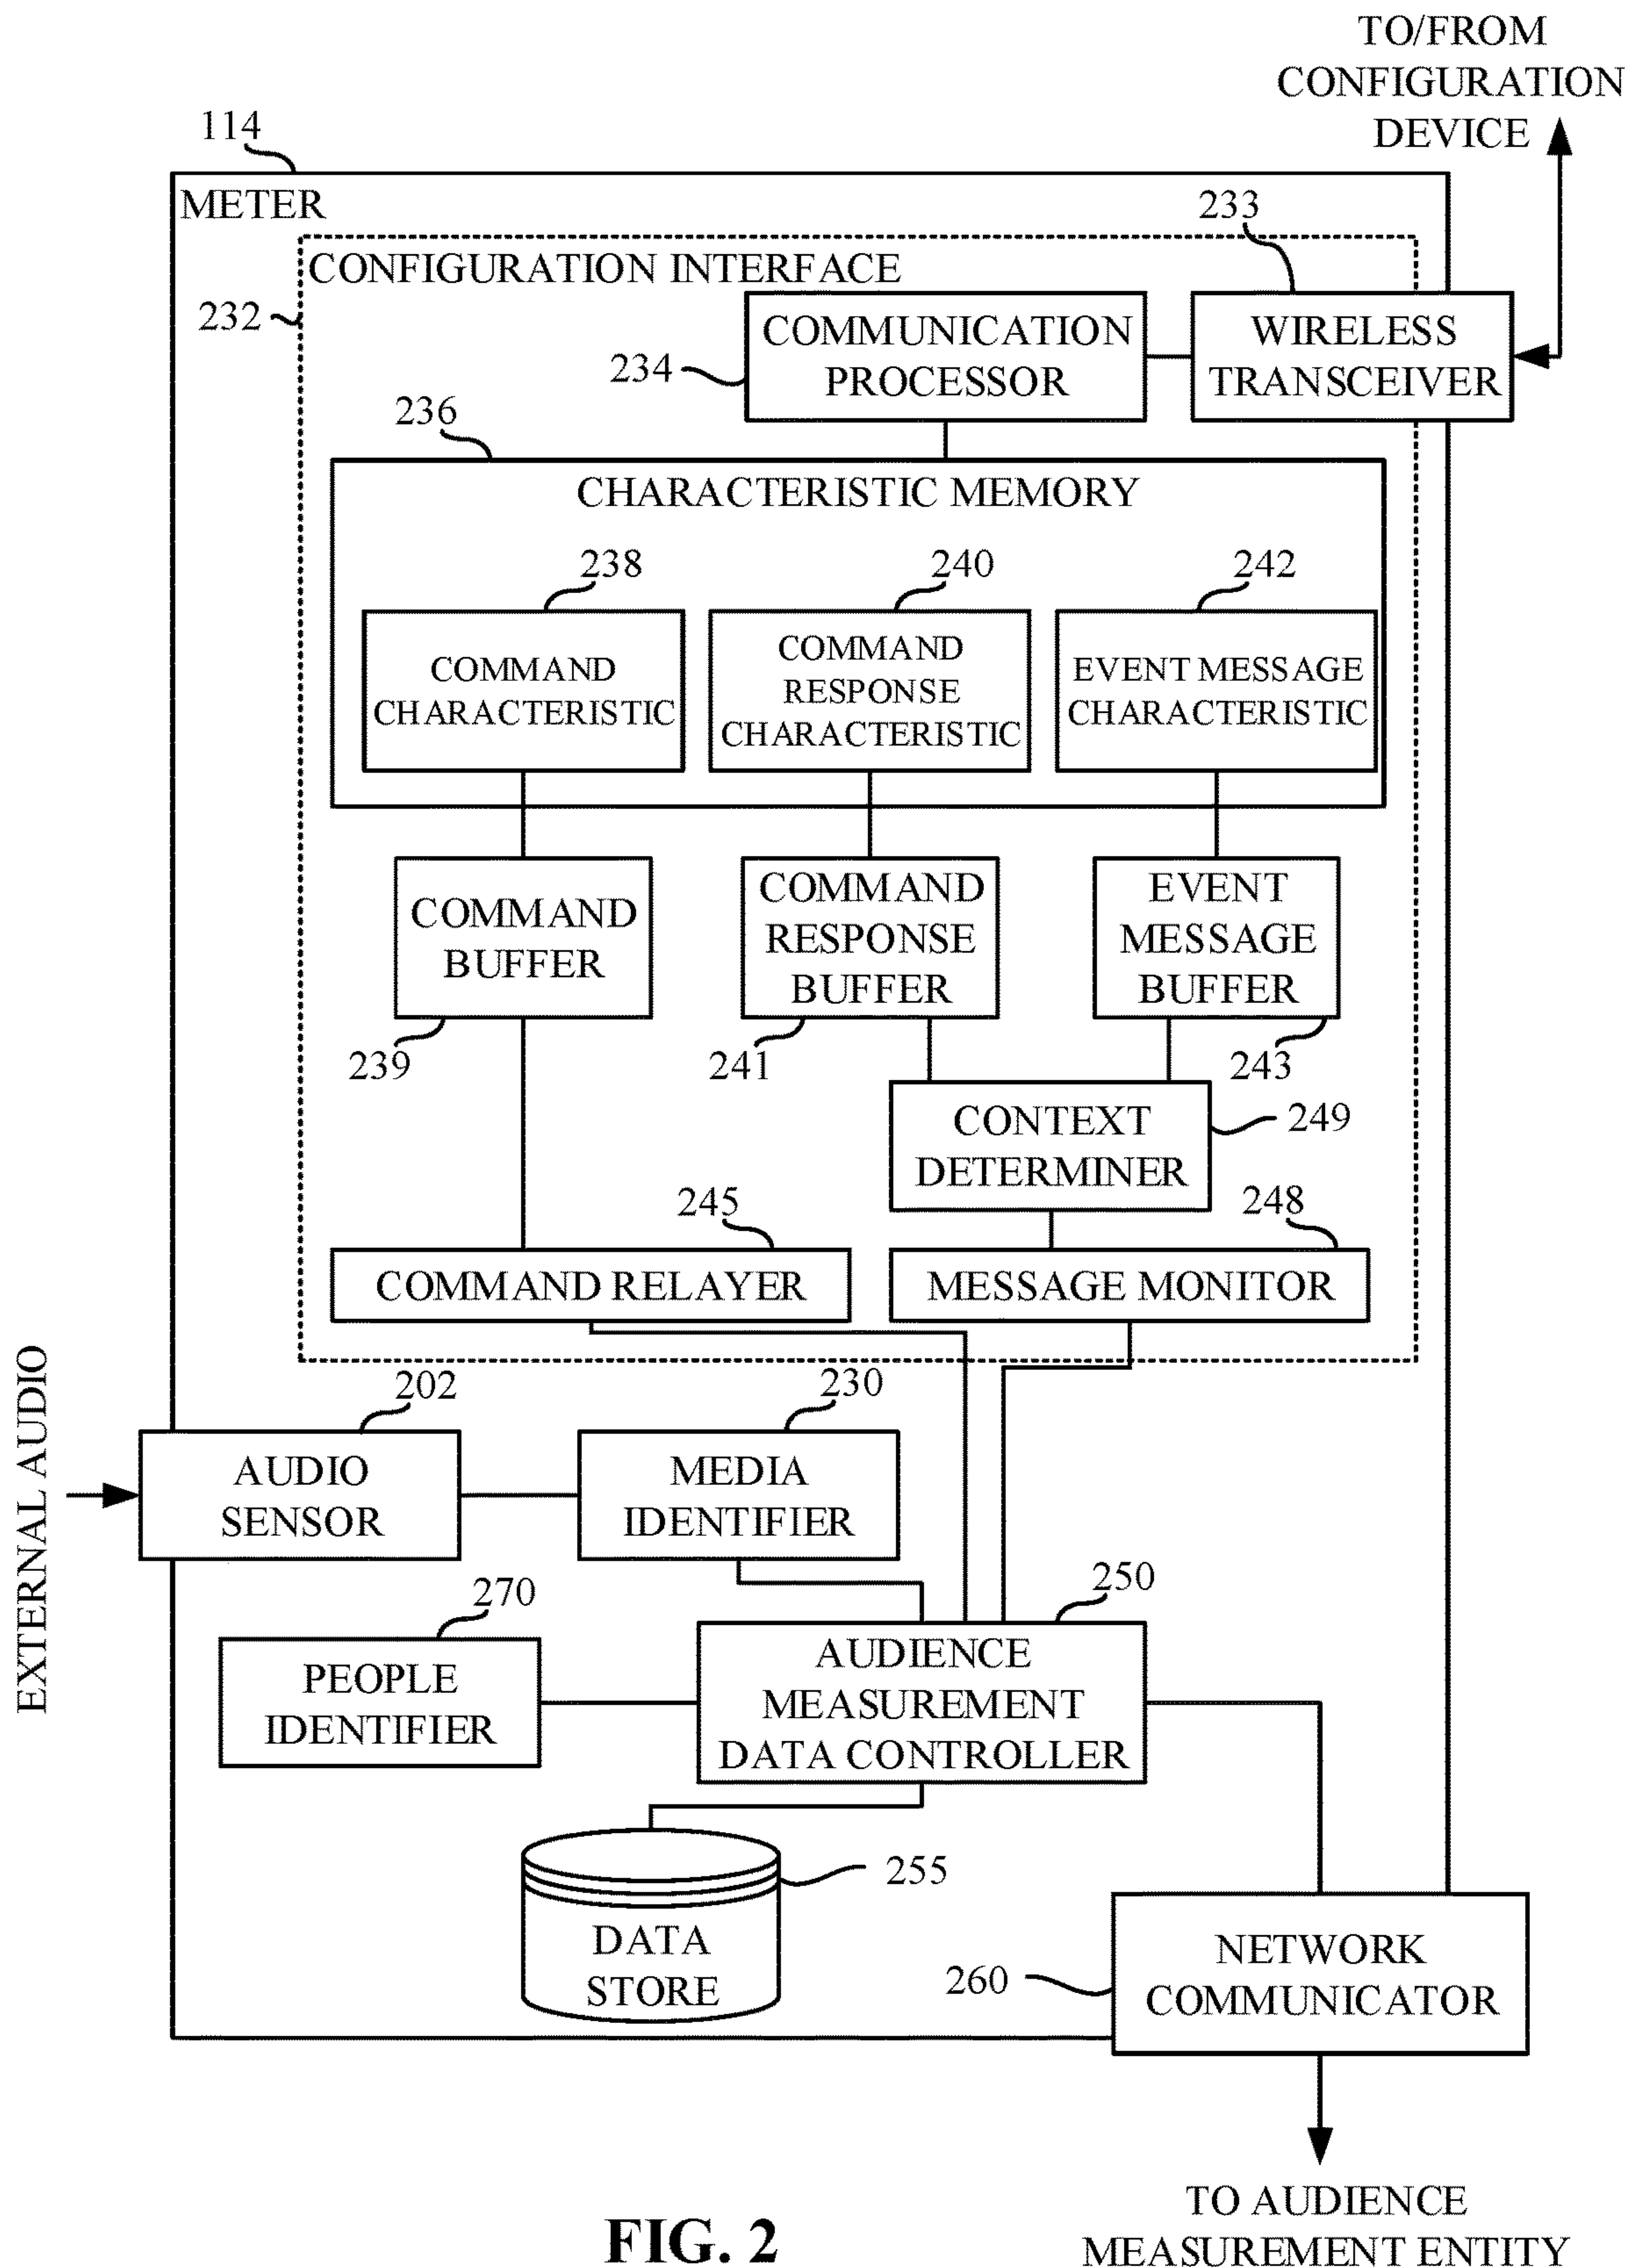 TO/FROM
CONFIGURATION
DEVICE
114
METER
233
CONFIGURATION INTERFACE
232
COMMUNICATION
PROCESSOR
WIRELESS
TRANSCEIVER
234
236
CHARACTERISTIC MEMORY
238
240
242
COMMAND
CHARACTERISTIC
COMMAND
RESPONSE
CHARACTERISTIC
EVENT MESSAGE
CHARACTERISTIC
COMMAND
BUFFER
COMMAND
RESPONSE
BUFFER
EVENT
MESSAGE
BUFFER
239
241
243
CONTEXT
DETERMINER
249
245
248
COMMAND RELAYER
MESSAGE MONITOR
EXTERNAL AUDIO
202
230
AUDIO
SENSOR
MEDIA
IDENTIFIER
270
250
PEOPLE
IDENTIFIER
AUDIENCE
MEASUREMENT
DATA CONTROLLER
255
DATA
STORE
260
NETWORK
COMMUNICATOR
TO AUDIENCE
MEASUREMENT ENTITY
FIG. 2